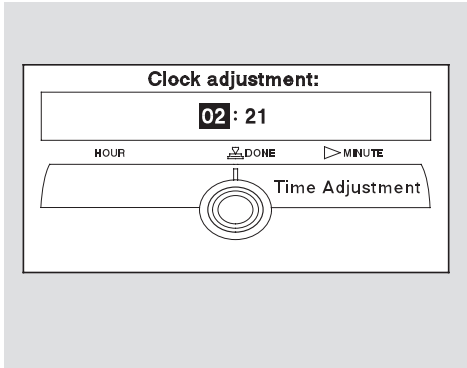 Clock adjustment:
02 : 21
HOUR DONE MINUTE
Time Adjustment